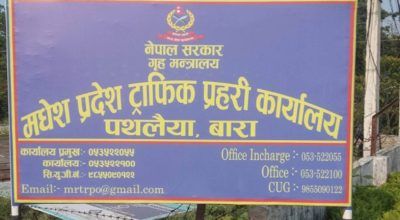 नेपाल सरकार
गृह मन्त्रालय
मधेश प्रदेश ट्राफिक प्रहरी कार्यालय
पथलैया, बारा
कार्यालय प्रमुखः- ०५३५२२०५५
कार्यालयः- ०५३५२२१००
सि.यु.जी.नंः- ९८५५०९०१९२
Office Incharge :- 053-522055
Office :- 053-522100
CUG :- 9855090122
Email:- mrtrpo@gmail.com